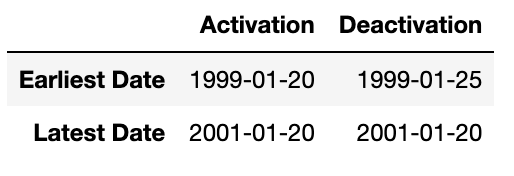 Activation Deactivation
Earliest Date 1999-01-20 1999-01-25
Latest Date 2001-01-20 2001-01-20